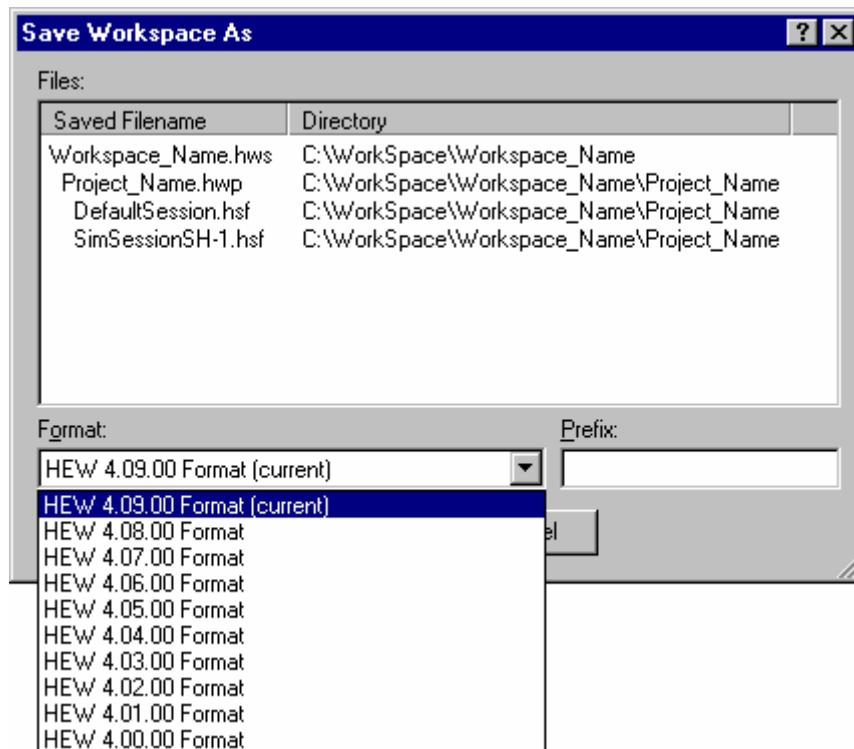 Save Workspace As
Files:
Saved Filename Directory
Workspace_Name.hws C:\WorkSpace\Workspace_Name
Project_Name.hwp C:\WorkSpace\Workspace_Name\Project_Name
DefaultSession.hsf C:\WorkSpace\Workspace_Name\Project_Name
SimSessionSH-1.hsf C:\WorkSpace\Workspace_Name\Project_Name
Format: Prefix:
HEW 4.09.00 Format (current)
HEW 4.09.00 Format (current)
HEW 4.08.00 Format
HEW 4.07.00 Format
HEW 4.06.00 Format
HEW 4.05.00 Format
HEW 4.04.00 Format
HEW 4.03.00 Format
HEW 4.02.00 Format
HEW 4.01.00 Format
HEW 4.00.00 Format